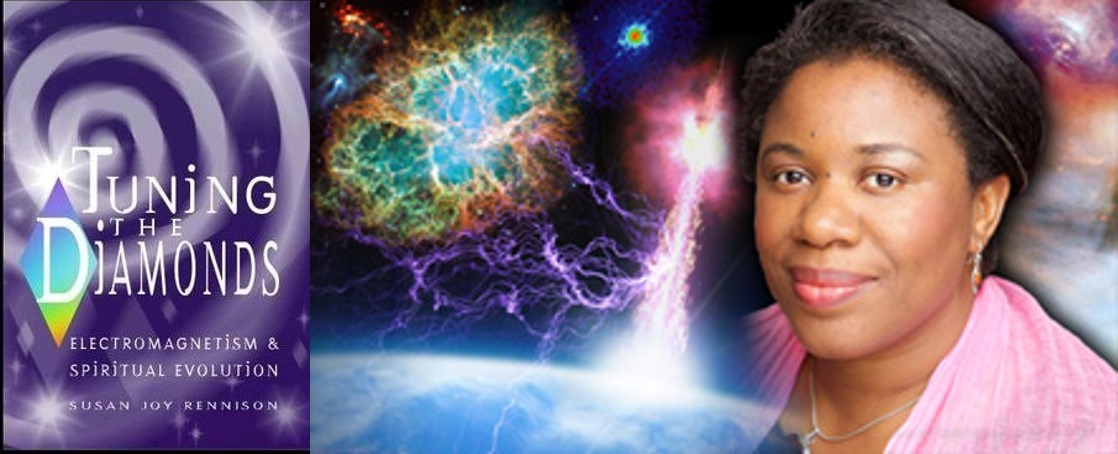 TUNiNG
THE
DiAMONDS
ELECTROMAGNETiSM &
SPiRiTUAL EVOLUTiON
SUSAN JOY RENNISON